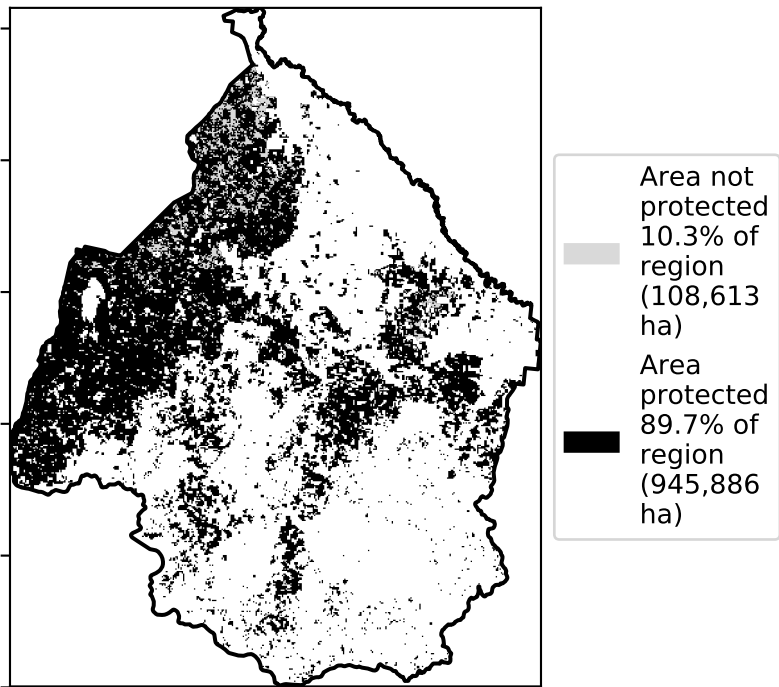 Area not
protected
10.3% of
region
(108,613
ha)
Area
protected
89.7% of
region
(945,886
ha)